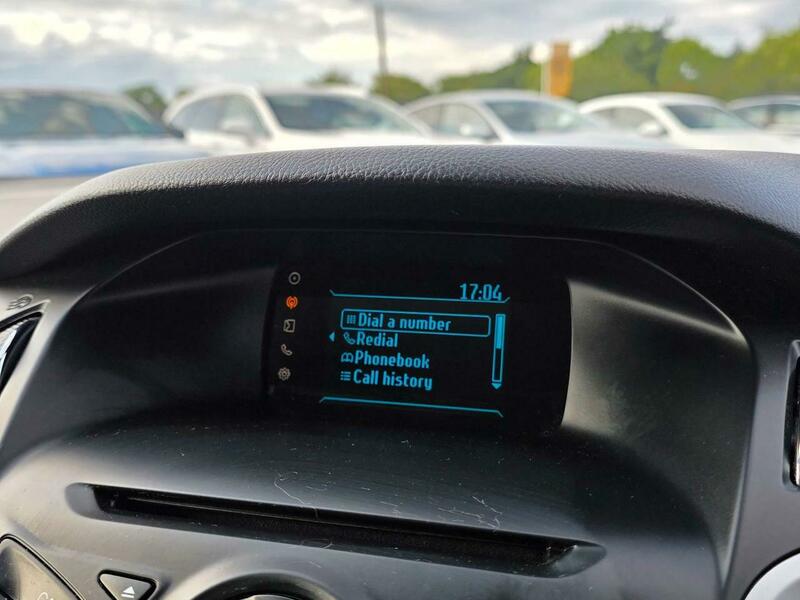 17:04
Dial a number
Redial
Phonebook
Call history